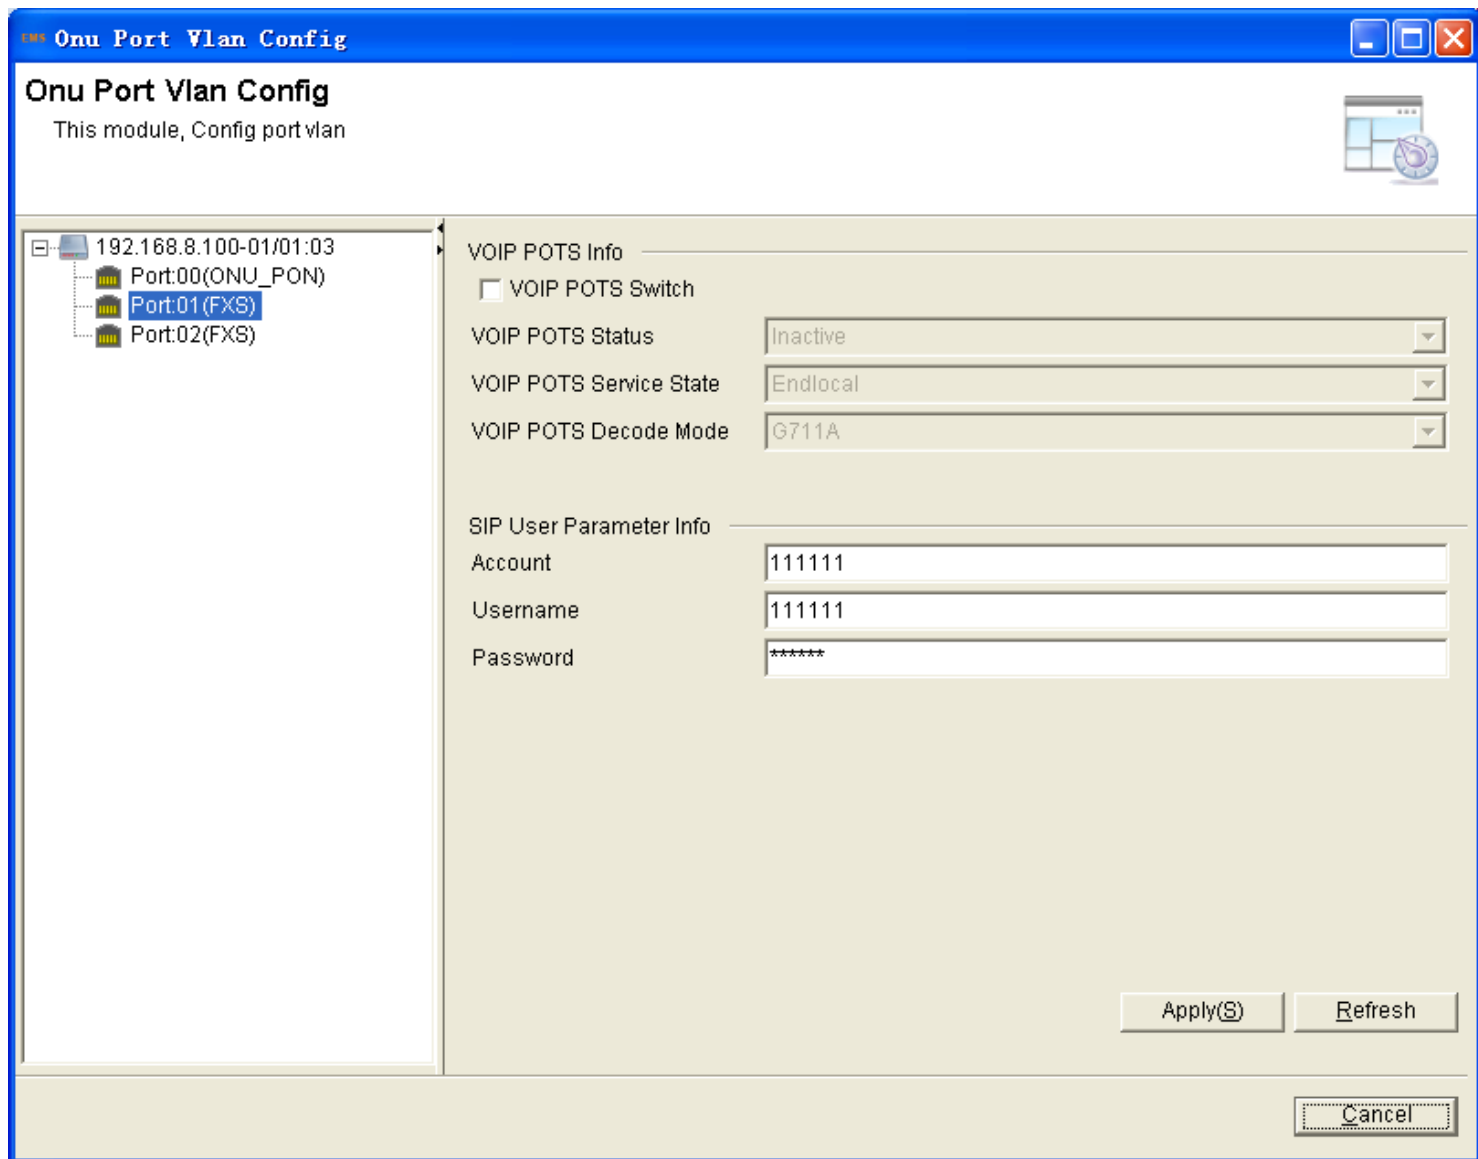 EMS Onu Port Vlan Config
Onu Port Vlan Config
This module, Config port vlan
192.168.8.100-01/01:03
Port:00(ONU_PON)
Port:01(FXS)
Port:02(FXS)
VOIP POTS Info
VOIP POTS Switch
VOIP POTS Status Inactive
VOIP POTS Service State Endlocal
VOIP POTS Decode Mode G711A
SIP User Parameter Info
Account 111111
Username 111111
Password ******
Apply(S) Refresh
Cancel